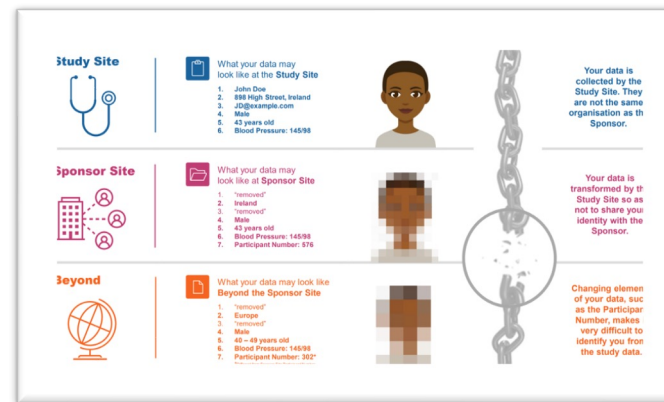 Study Site
What your data may
look like at the Study Site
1. John Doe
2. 898 High Street, Ireland
3. JD@example.com
4. Male
5. 43 years old
6. Blood Pressure: 145/98
Your data is
collected by the
Study Site. They
are not the same
organisation as th
Sponsor.
Sponsor Site
What your data may
look like at Sponsor Site
1. "removed"
2. Ireland
3. "removed"
4. Male
5. 43 years old
6. Blood Pressure: 145/98
7. Participant Number: 576
Your data is
transformed by th
Study Site so as
not to share your
identity with the
Sponsor.
Beyond
What your data may look like
Beyond the Sponsor Site
1. "removed"
2. Europe
3. "removed"
4. Male
5. 40 – 49 years old
6. Blood Pressure: 145/98
7. Participant Number: 302*
Changing elemen
of your data, suc
as the Participan
Number, makes
very difficult to
identify you from
the study data.